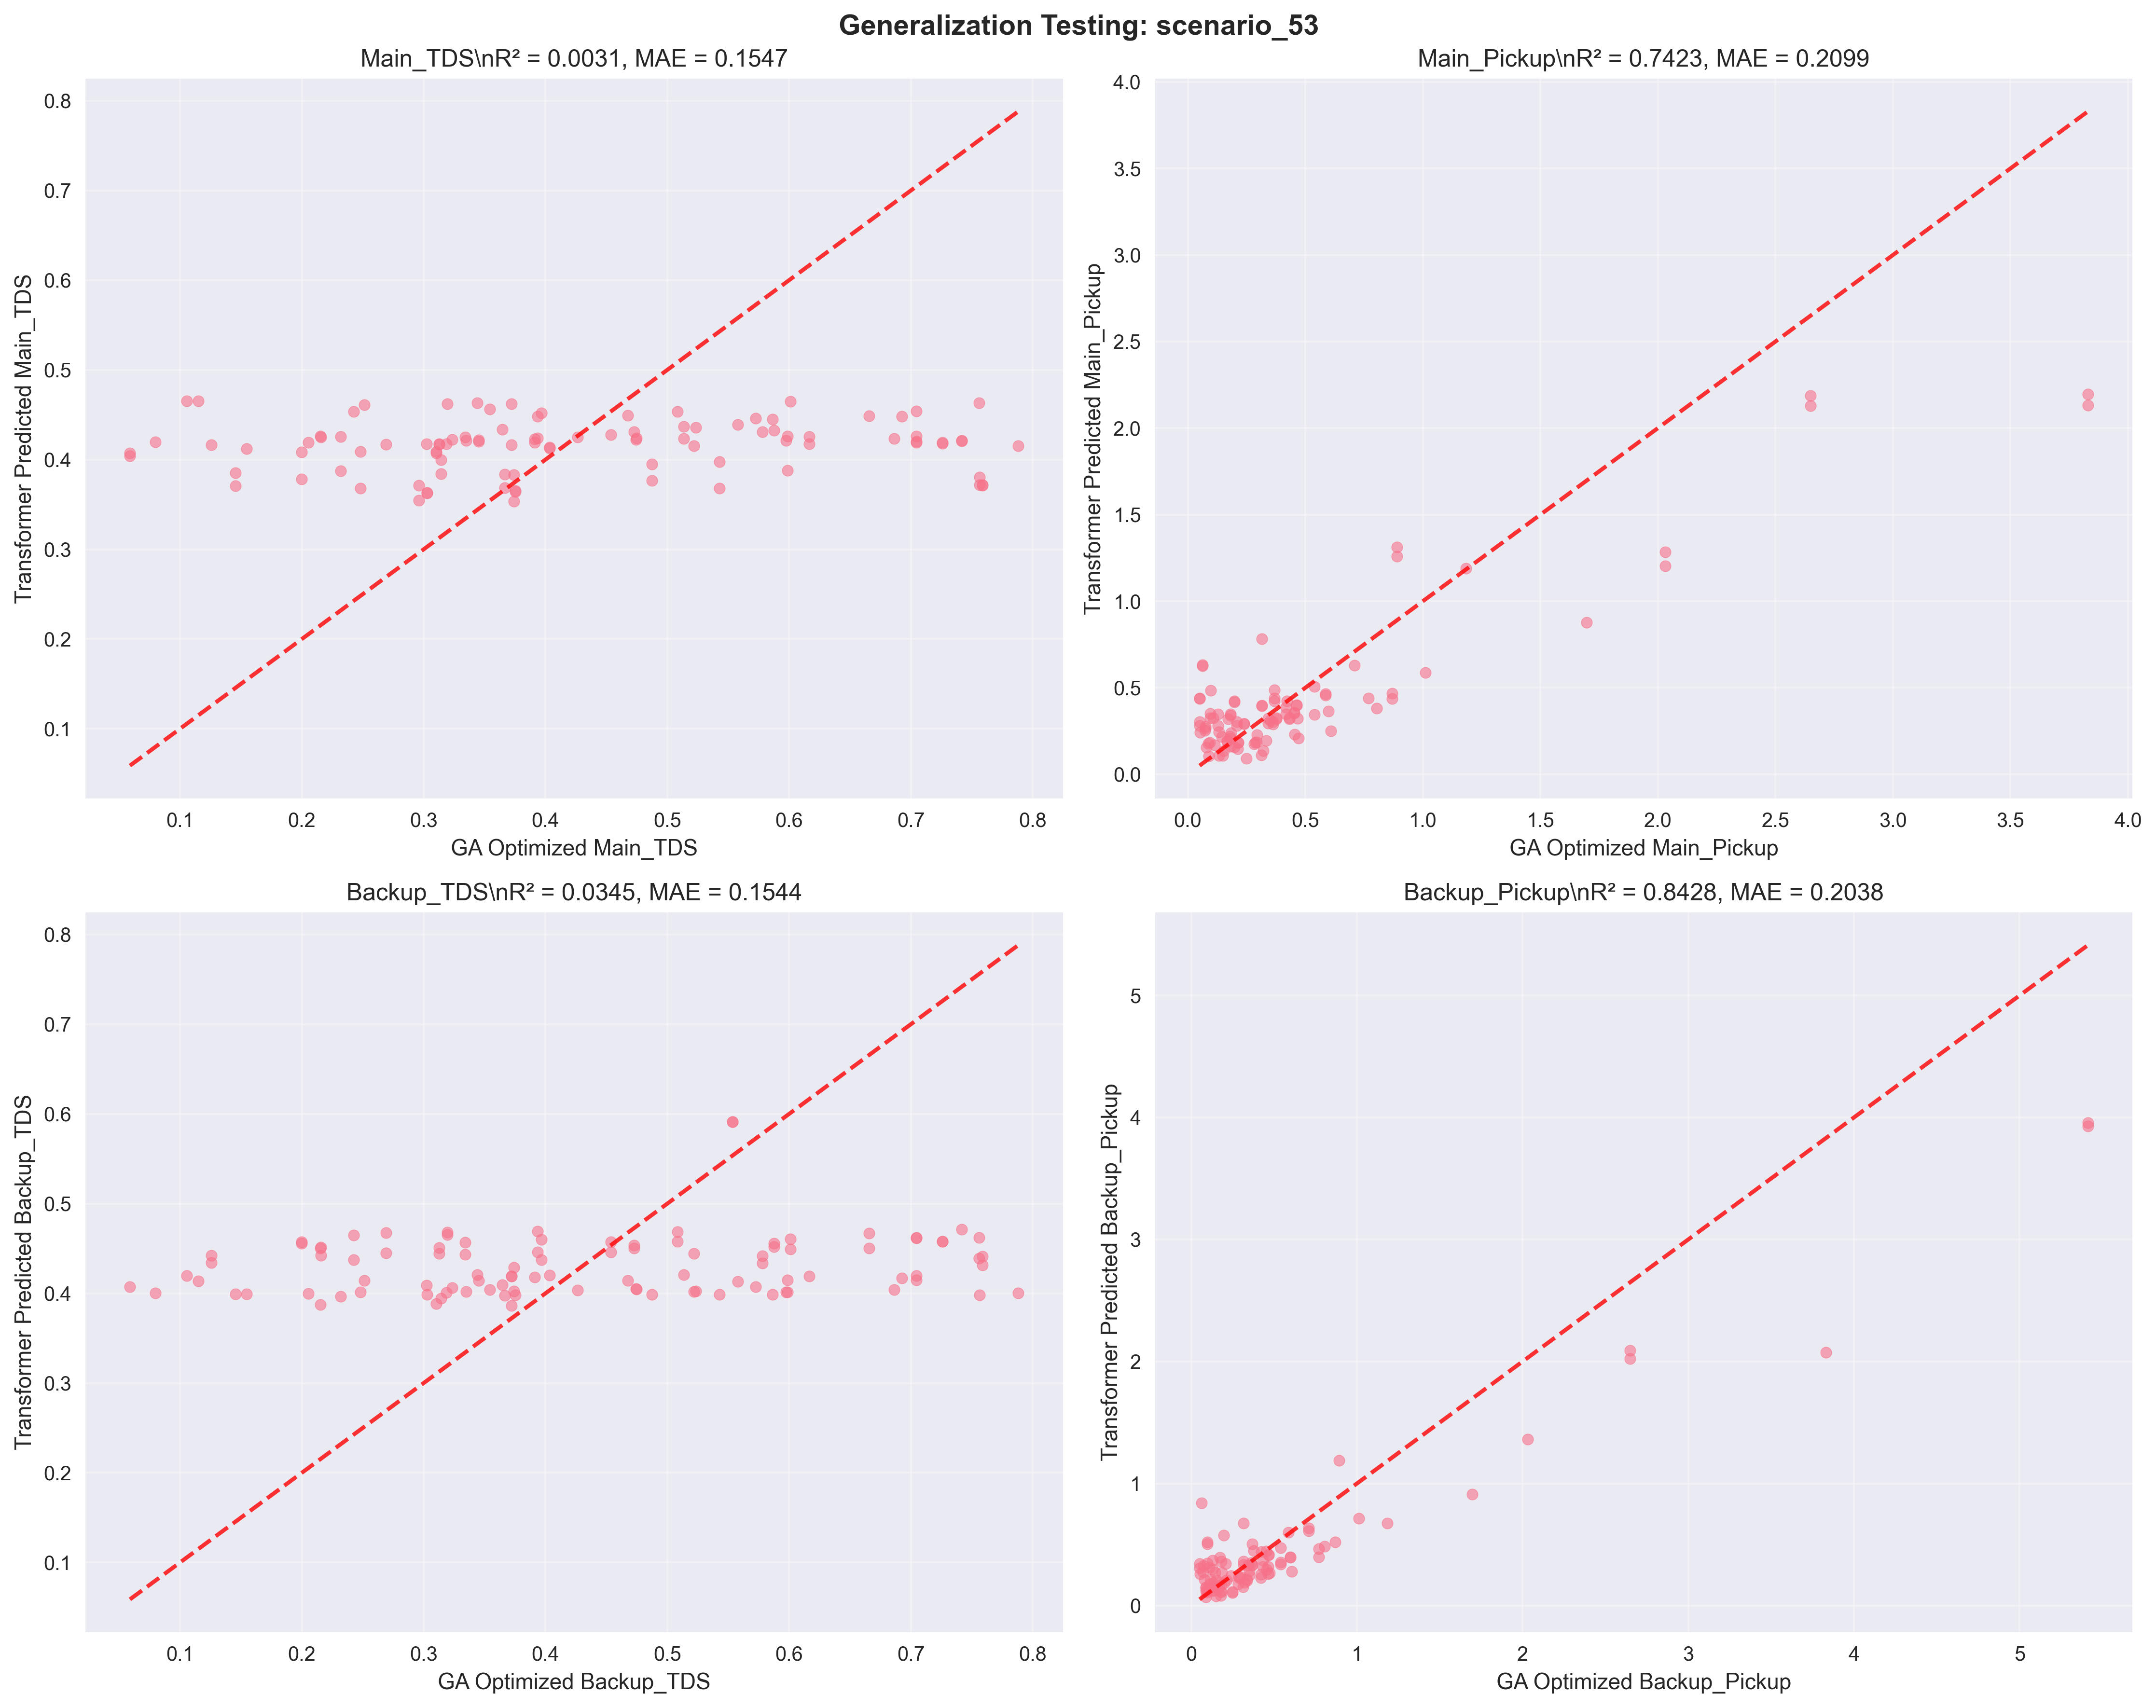 Generalization Testing: scenario_53
Main_TDS\nR² = 0.0031, MAE = 0.1547
Transformer Predicted Main_TDS
0.8
0.7
0.6
0.5
0.4
0.3
0.2
0.1
0.1 0.2 0.3 0.4 0.5 0.6 0.7 0.8
GA Optimized Main_TDS
Main_Pickup\nR² = 0.7423, MAE = 0.2099
Transformer Predicted Main_Pickup
4.0
3.5
3.0
2.5
2.0
1.5
1.0
0.5
0.0
0.0 0.5 1.0 1.5 2.0 2.5 3.0 3.5 4.0
GA Optimized Main_Pickup
Backup_TDS\nR² = 0.0345, MAE = 0.1544
Transformer Predicted Backup_TDS
0.8
0.7
0.6
0.5
0.4
0.3
0.2
0.1
0.1 0.2 0.3 0.4 0.5 0.6 0.7 0.8
GA Optimized Backup_TDS
Backup_Pickup\nR² = 0.8428, MAE = 0.2038
Transformer Predicted Backup_Pickup
5
4
3
2
1
0
0 1 2 3 4 5
GA Optimized Backup_Pickup